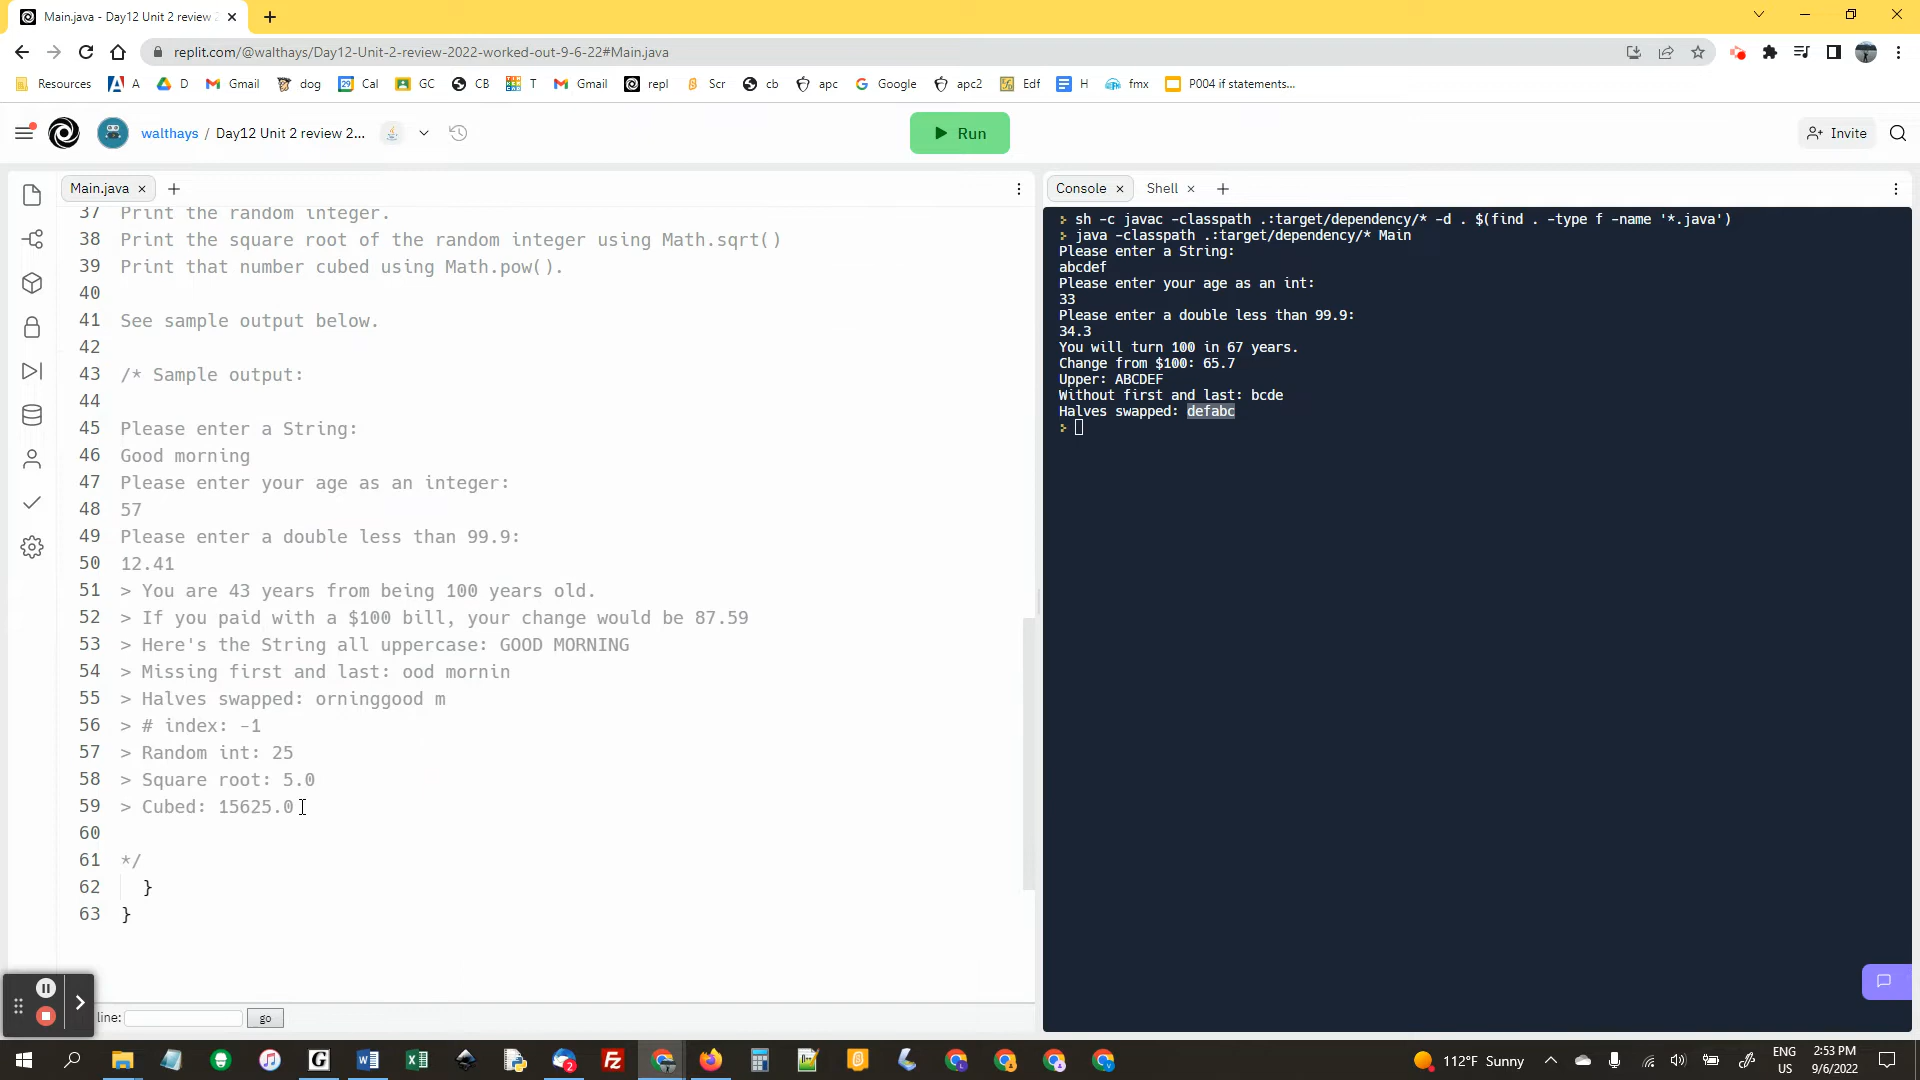 Main.java - Day12 Unit 2 review 2
replit.com/@walthays/Day12-Unit-2-review-2022-worked-out-9-6-22#Main.java
Resources A D Gmail dog Cal GC CB T Gmail repl Scr cb apc Google apc2 Edf H fmx P004 if statements...
walthays / Day12 Unit 2 review 2...
Run
Invite
Main.java
37 Print the random integer.
38 Print the square root of the random integer using Math.sqrt()
39 Print that number cubed using Math.pow().
40
41 See sample output below.
42
43 /* Sample output:
44
45 Please enter a String:
46 Good morning
47 Please enter your age as an integer:
48 57
49 Please enter a double less than 99.9:
50 12.41
51 > You are 43 years from being 100 years old.
52 > If you paid with a $100 bill, your change would be 87.59
53 > Here's the String all uppercase: GOOD MORNING
54 > Missing first and last: ood mornin
55 > Halves swapped: orninggood m
56 > # index: -1
57 > Random int: 25
58 > Square root: 5.0
59 > Cubed: 15625.0
60
61 */
62 }
63 }
line:
go
Console Shell
sh -c javac -classpath .:target/dependency/* -d . $(find . -type f -name '*.java')
java -classpath .:target/dependency/* Main
Please enter a String:
abcdef
Please enter your age as an int:
33
Please enter a double less than 99.9:
34.3
You will turn 100 in 67 years.
Change from $100: 65.7
Upper: ABCDEF
Without first and last: bcde
Halves swapped: defabc
112°F Sunny
ENG
US
2:53 PM
9/6/2022